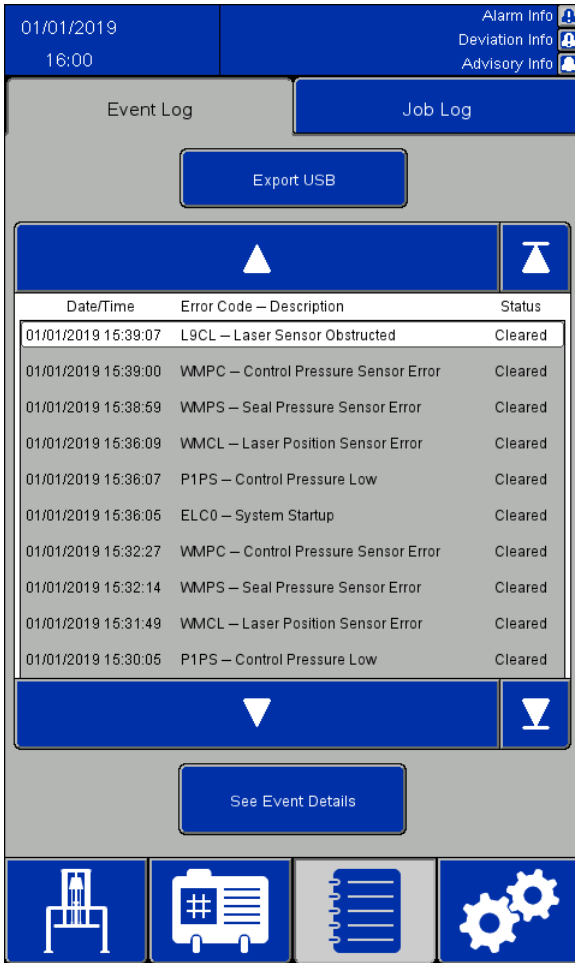 01/01/2019
16:00
Alarm Info
Deviation Info
Advisory Info
Event Log
Job Log
Export USB
Date/Time Error Code – Description Status
01/01/2019 15:39:07 L9CL – Laser Sensor Obstructed Cleared
01/01/2019 15:39:00 WMPC – Control Pressure Sensor Error Cleared
01/01/2019 15:38:59 WMPS – Seal Pressure Sensor Error Cleared
01/01/2019 15:36:09 WMCL – Laser Position Sensor Error Cleared
01/01/2019 15:36:07 P1PS – Control Pressure Low Cleared
01/01/2019 15:36:05 ELC0 – System Startup Cleared
01/01/2019 15:32:27 WMPC – Control Pressure Sensor Error Cleared
01/01/2019 15:32:14 WMPS – Seal Pressure Sensor Error Cleared
01/01/2019 15:31:49 WMCL – Laser Position Sensor Error Cleared
01/01/2019 15:30:05 P1PS – Control Pressure Low Cleared
See Event Details